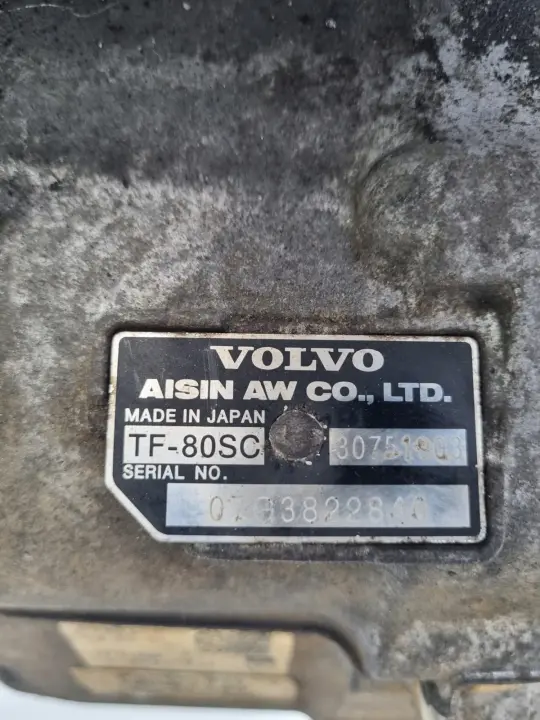 VOLVO
AISIN AW CO., LTD.
MADE IN JAPAN
TF-80SC
SERIAL NO.